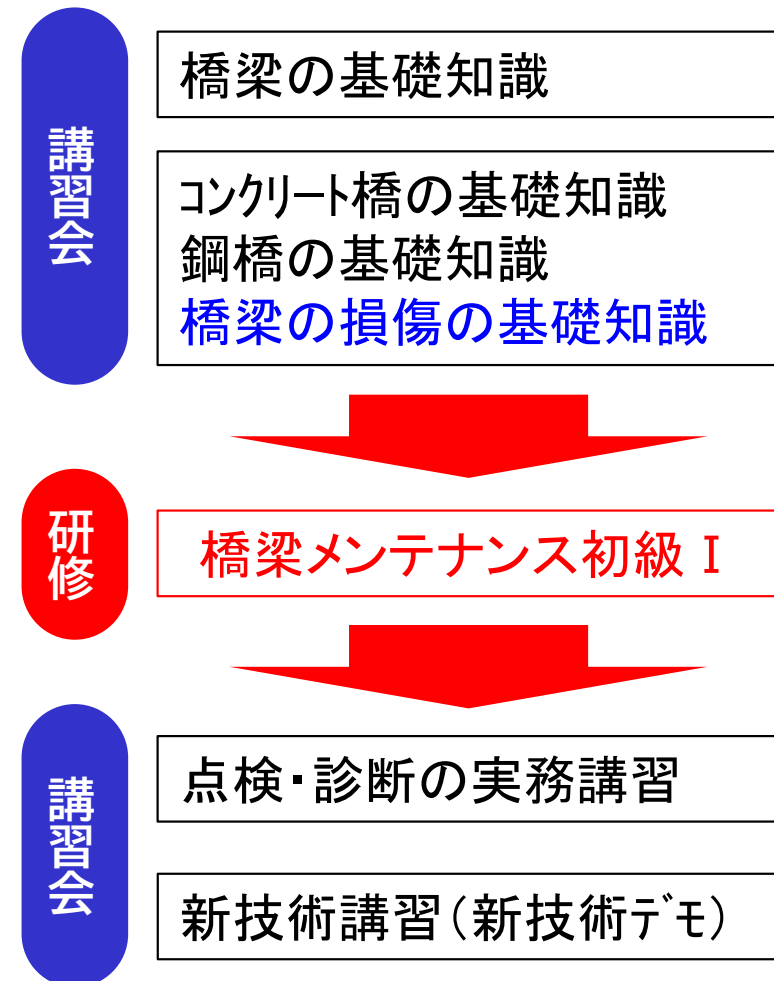 講習会
橋梁の基礎知識
ｺﾝｸﾘｰﾄ橋の基礎知識
鋼橋の基礎知識
橋梁の損傷の基礎知識
研修
橋梁メンテナンス初級Ⅰ
講習会
点検・診断の実務講習
新技術講習（新技術ﾃﾞﾓ）